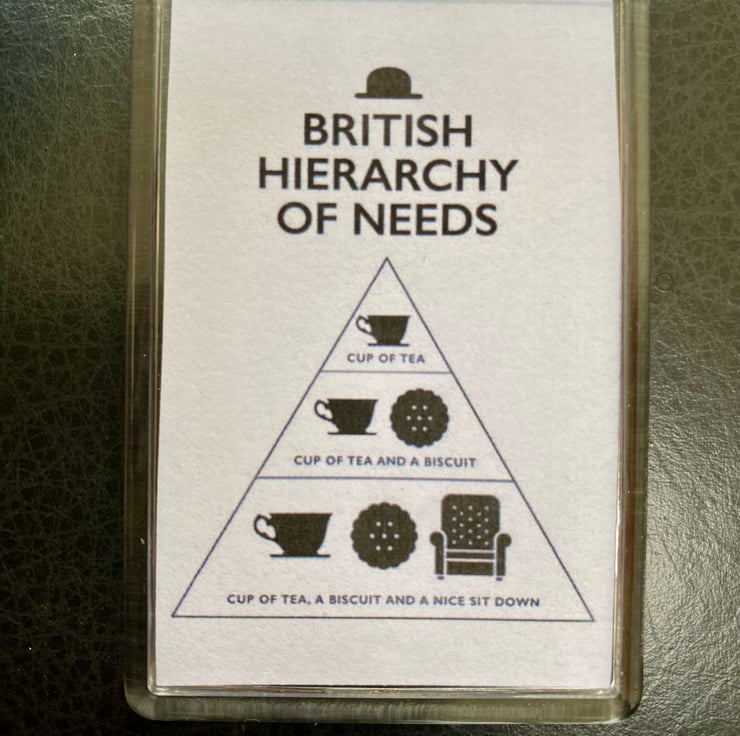 BRITISH
HIERARCHY
OF NEEDS
CUP OF TEA
CUP OF TEA AND A BISCUIT
CUP OF TEA, A BISCUIT AND A NICE SIT DOWN